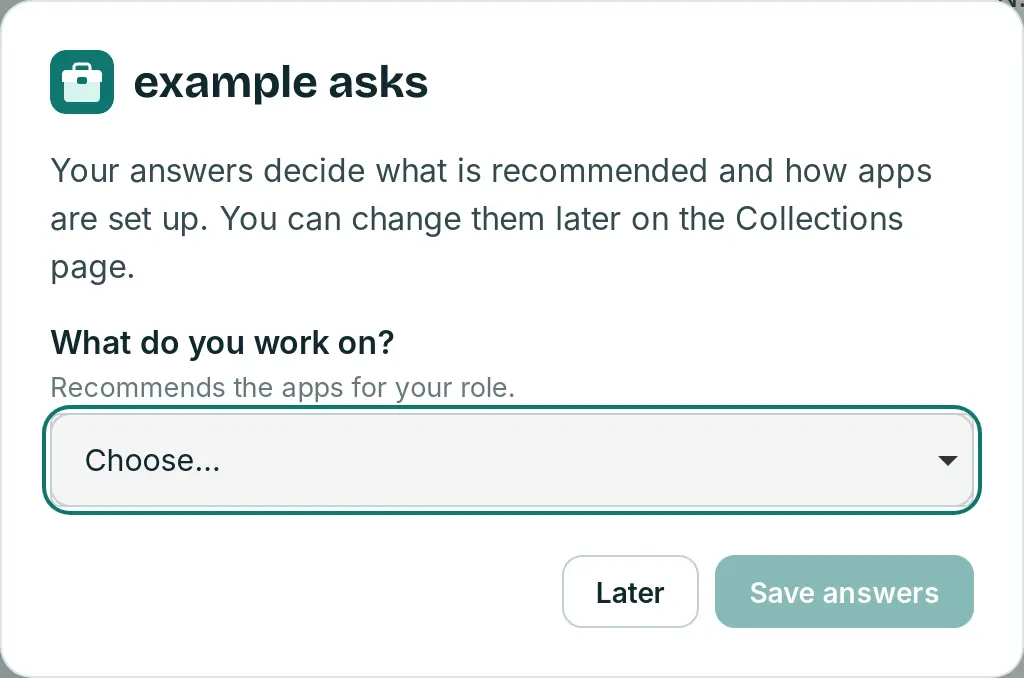 example asks
Your answers decide what is recommended and how apps
are set up. You can change them later on the Collections
page.
What do you work on?
Recommends the apps for your role.
Choose...
Later
Save answers